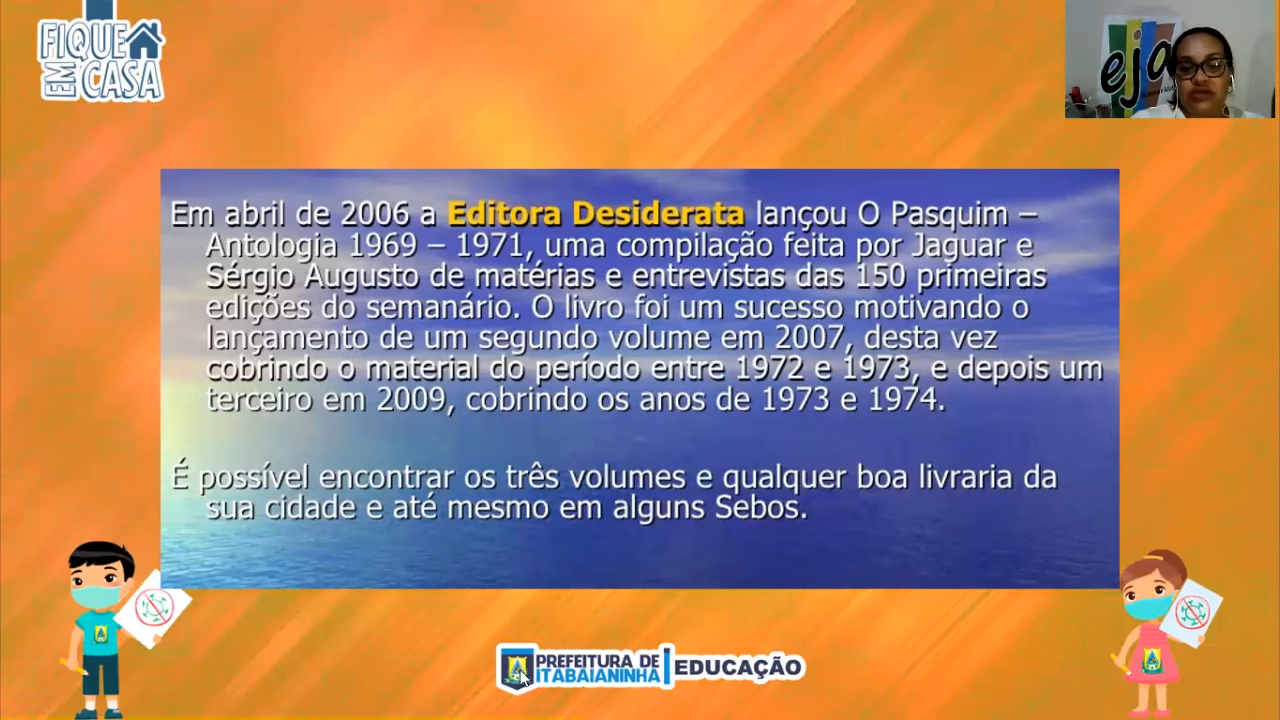 FIQUE
EM CASA
eja
Em abril de 2006 a Editora Desiderata lançou O Pasquim –
Antologia 1969 – 1971, uma compilação feita por Jaguar e
Sérgio Augusto de matérias e entrevistas das 150 primeiras
edições do semanário. O livro foi um sucesso motivando o
lançamento de um segundo volume em 2007, desta vez
cobrindo o material do período entre 1972 e 1973, e depois um
terceiro em 2009, cobrindo os anos de 1973 e 1974.
É possível encontrar os três volumes e qualquer boa livraria da
sua cidade e até mesmo em alguns Sebos.
PREFEITURA DE
ITABAIANINHA
EDUCAÇÃO